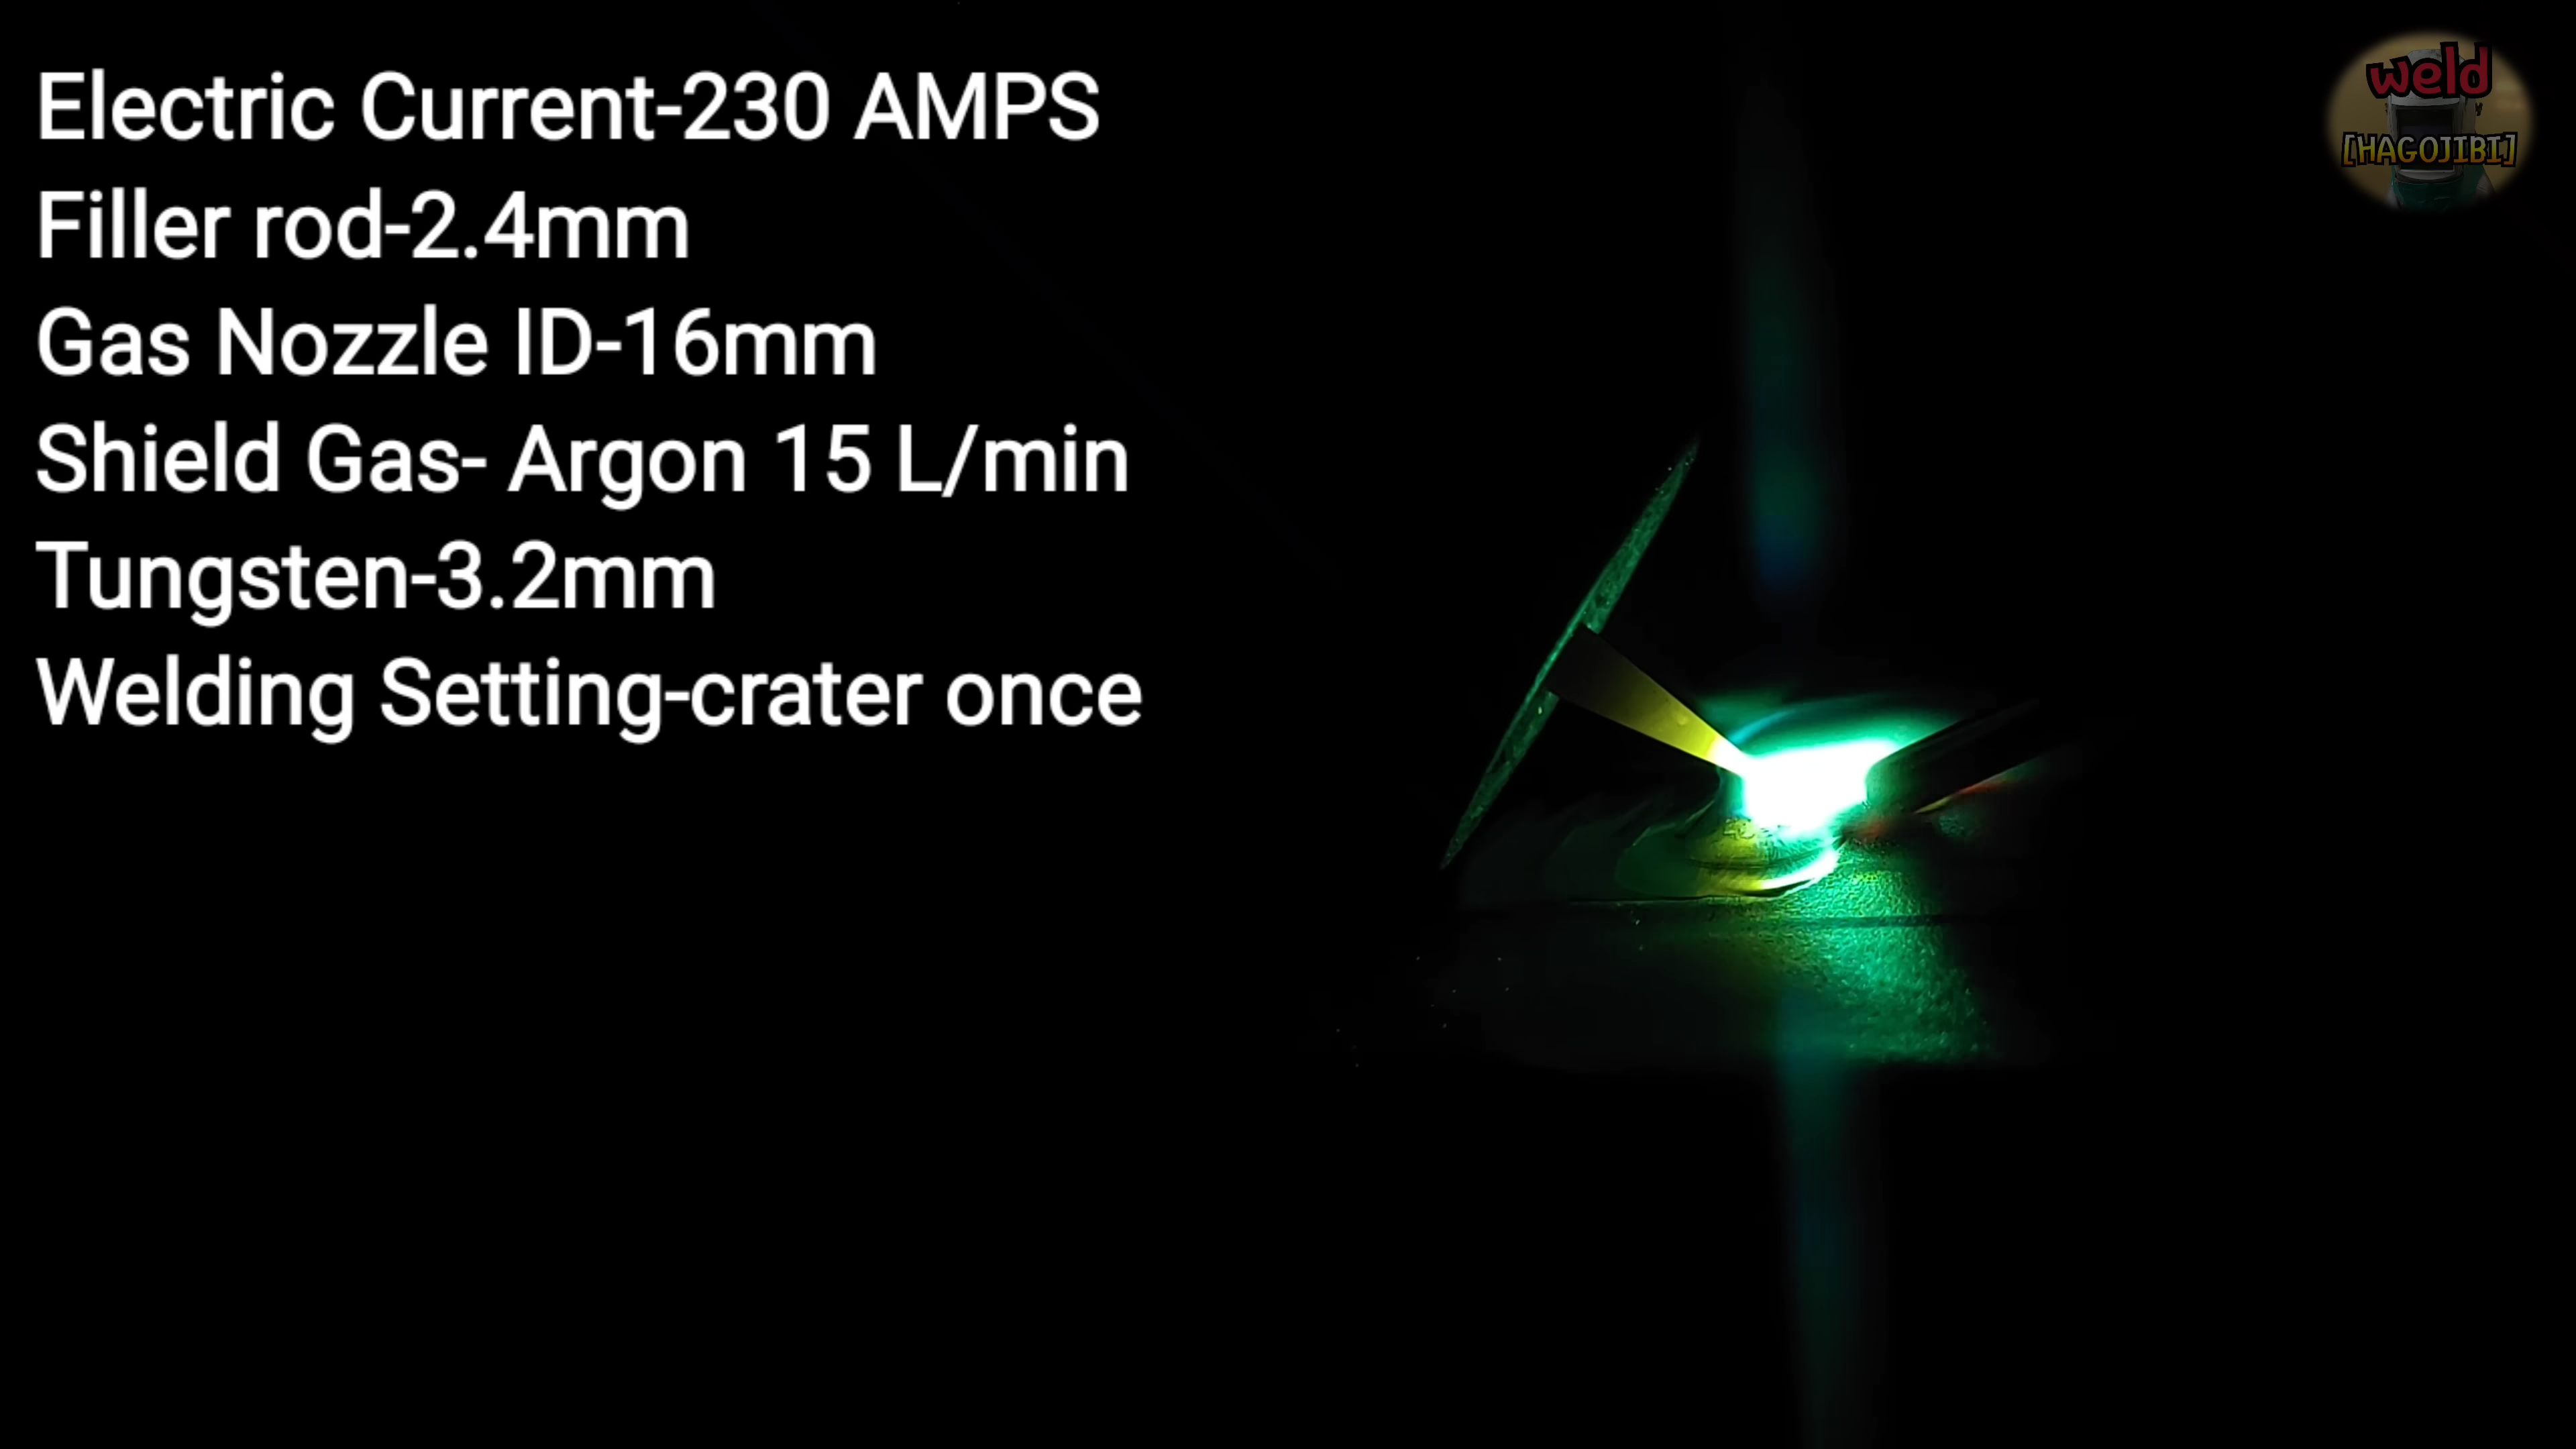 Electric Current-230 AMPS
Filler rod-2.4mm
Gas Nozzle ID-16mm
Shield Gas- Argon 15 L/min
Tungsten-3.2mm
Welding Setting-crater once
weld
[HAGOJIBI]